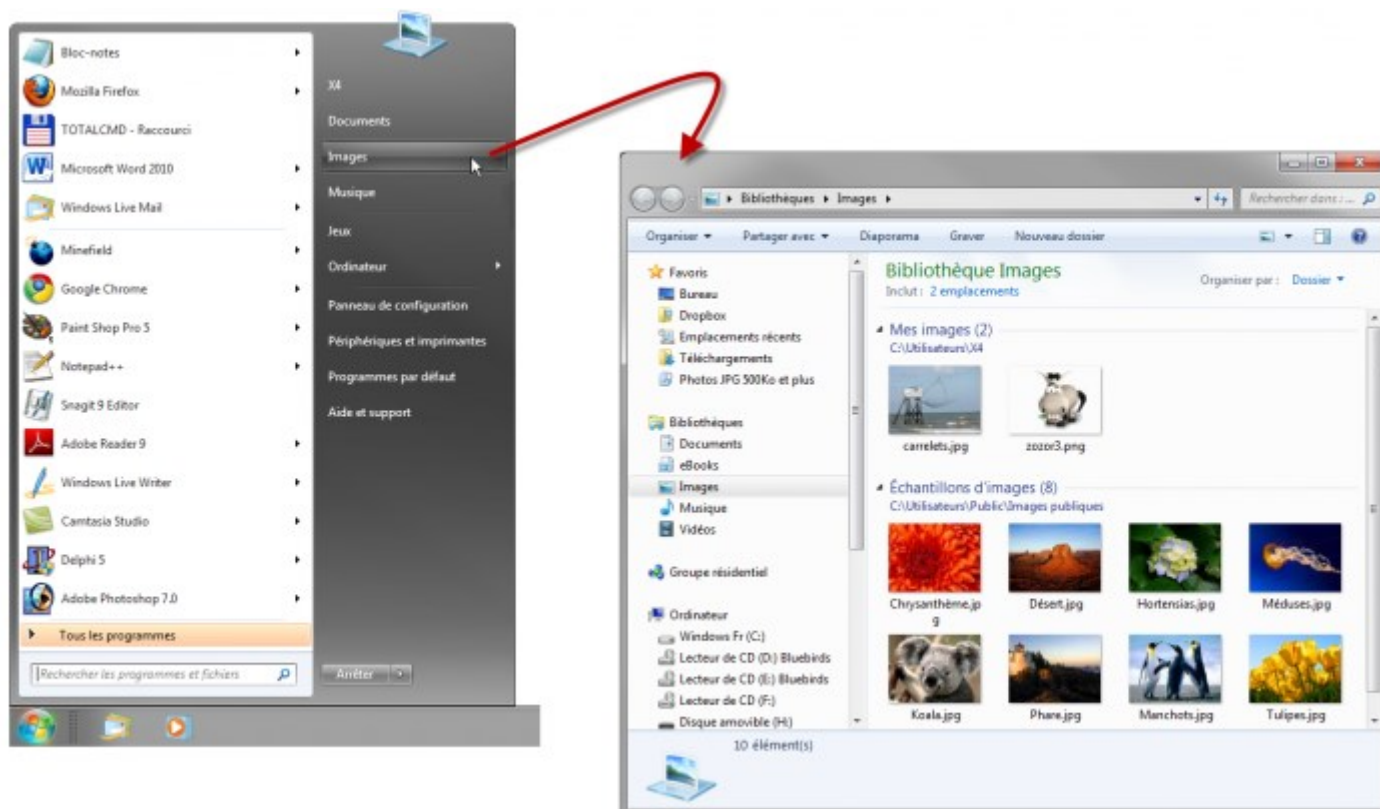 Bloc-notes
Mozilla Firefox
TOTALCMD - Raccourci
Microsoft Word 2010
Windows Live Mail
Minefield
Google Chrome
Paint Shop Pro 5
Notepad++
Snagit 9 Editor
Adobe Reader 9
Windows Live Writer
Camtasia Studio
Delphi 5
Adobe Photoshop 7.0
Tous les programmes
Rechercher les programmes et fichiers
X4
Documents
Images
Musique
Jeux
Ordinateur
Panneau de configuration
Périphériques et imprimantes
Programmes par défaut
Aide et support
Arrêter
Bibliothèques Images
Rechercher dans : ...
Organiser Partager avec Diaporama Graver Nouveau dossier
Favoris
Bureau
Dropbox
Emplacements récents
Téléchargements
Photos JPG 500Ko et plus
Bibliothèques
Documents
eBooks
Images
Musique
Vidéos
Groupe résidentiel
Ordinateur
Windows Fr (C:)
Lecteur de CD (D:) Bluebirds
Lecteur de CD (E:) Bluebirds
Lecteur de CD (F:)
Disque amovible (H:)
Bibliothèque Images
Inclut : 2 emplacements
Organiser par : Dossier
Mes images (2)
C:\Utilisateurs\X4
carrelets.jpg
zozor3.png
Échantillons d'images (8)
C:\Utilisateurs\Public\Images publiques
Chrysanthème.jp
g
Désert.jpg
Hortensias.jpg
Méduses.jpg
Koala.jpg
Phare.jpg
Manchots.jpg
Tulipes.jpg
10 élément(s)